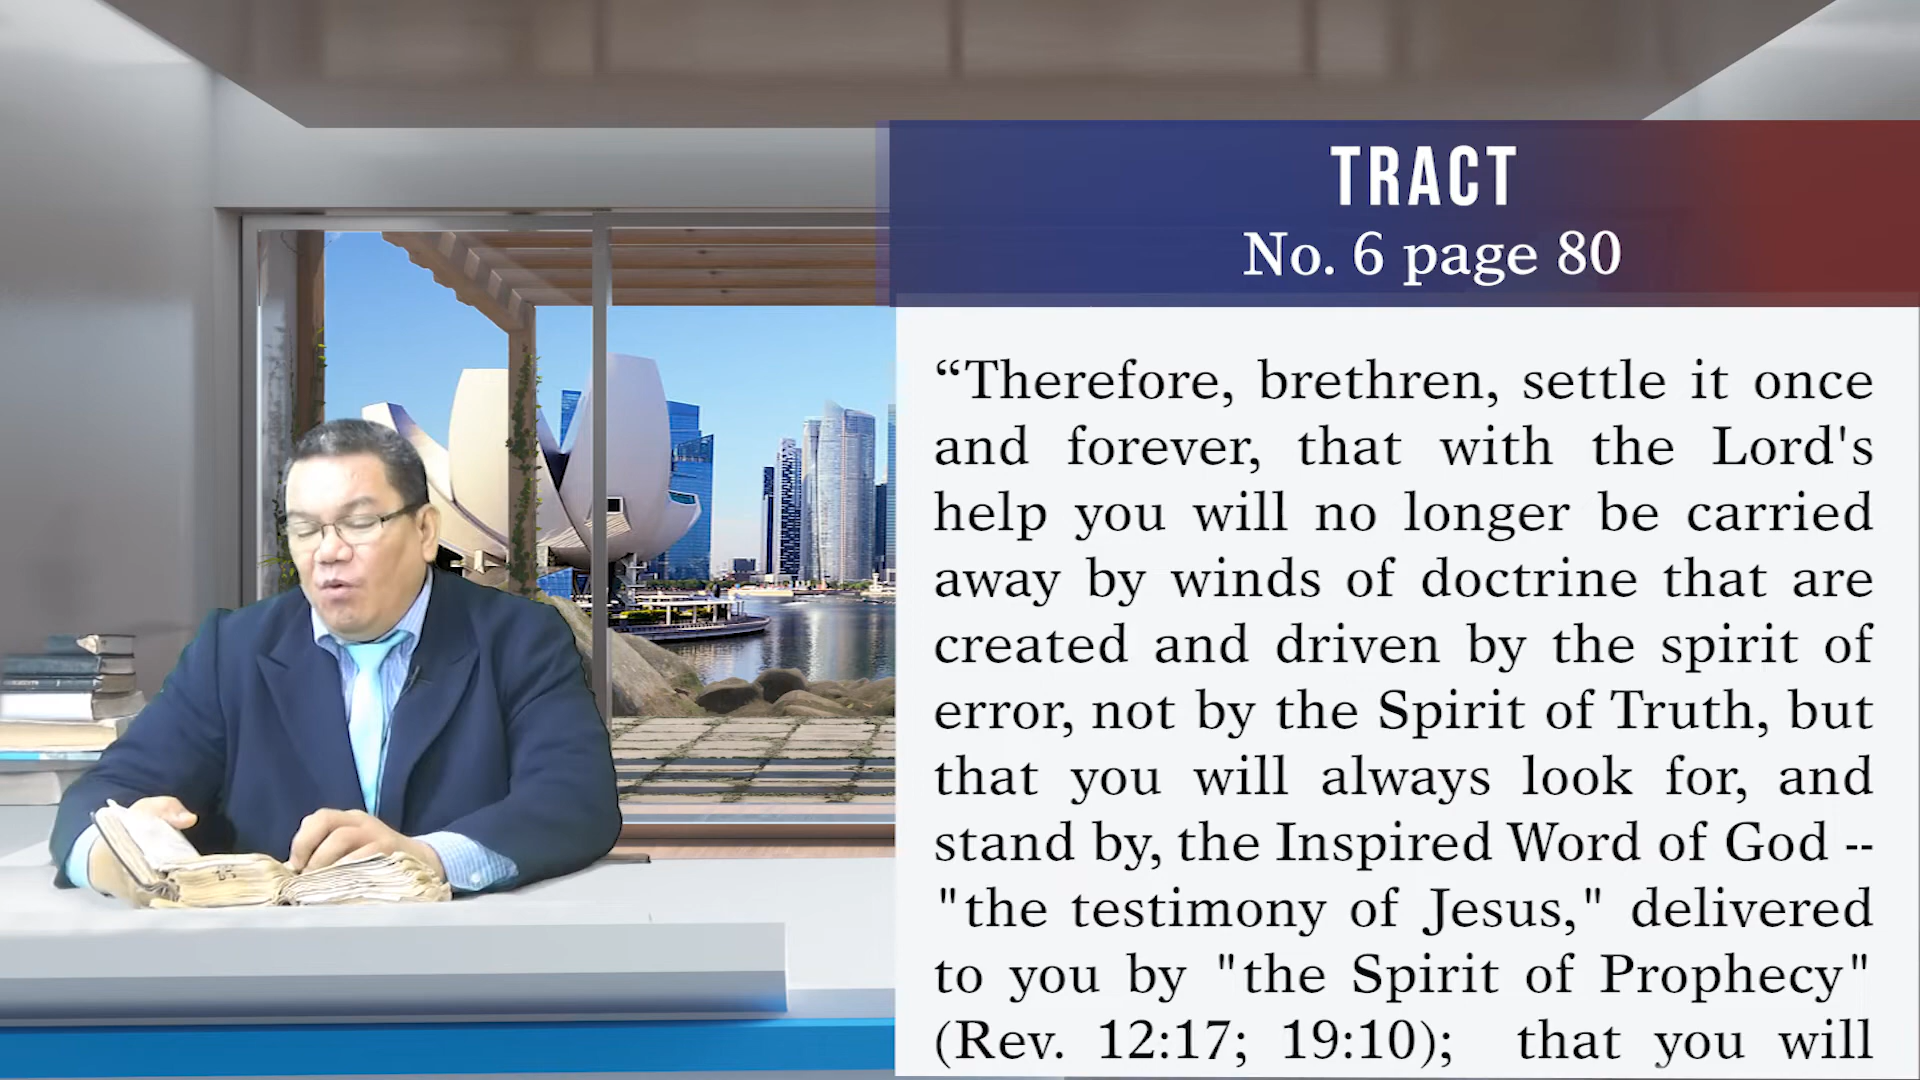 TRACT
No. 6 page 80
“Therefore, brethren, settle it once
and forever, that with the Lord's
help you will no longer be carried
away by winds of doctrine that are
created and driven by the spirit of
error, not by the Spirit of Truth, but
that you will always look for, and
stand by, the Inspired Word of God --
"the testimony of Jesus," delivered
to you by "the Spirit of Prophecy"
(Rev. 12:17; 19:10); that you will